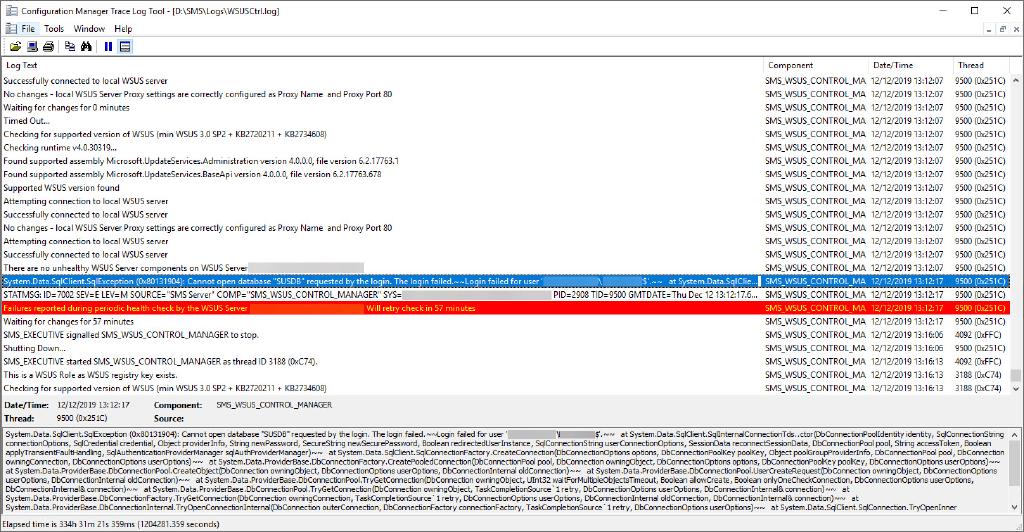 Configuration Manager Trace Log Tool - [D:\SMS\Logs\WSUSCtrl.log]
File Tools Window Help
Log Text Component Date/Time Thread
Successfully connected to local WSUS server SMS_WSUS_CONTROL_MA 12/12/2019 13:12:07 9500 (0x251C)
No changes - local WSUS Server Proxy settings are correctly configured as Proxy Name and Proxy Port 80 SMS_WSUS_CONTROL_MA 12/12/2019 13:12:07 9500 (0x251C)
Waiting for changes for 0 minutes SMS_WSUS_CONTROL_MA 12/12/2019 13:12:07 9500 (0x251C)
Timed Out... SMS_WSUS_CONTROL_MA 12/12/2019 13:12:07 9500 (0x251C)
Checking for supported version of WSUS (min WSUS 3.0 SP2 + KB2720211 + KB2734608) SMS_WSUS_CONTROL_MA 12/12/2019 13:12:07 9500 (0x251C)
Checking runtime v4.0.30319... SMS_WSUS_CONTROL_MA 12/12/2019 13:12:07 9500 (0x251C)
Found supported assembly Microsoft.UpdateServices.Administration version 4.0.0.0, file version 6.2.17763.1 SMS_WSUS_CONTROL_MA 12/12/2019 13:12:07 9500 (0x251C)
Found supported assembly Microsoft.UpdateServices.BaseApi version 4.0.0.0, file version 6.2.17763.678 SMS_WSUS_CONTROL_MA 12/12/2019 13:12:07 9500 (0x251C)
Supported WSUS version found SMS_WSUS_CONTROL_MA 12/12/2019 13:12:07 9500 (0x251C)
Attempting connection to local WSUS server SMS_WSUS_CONTROL_MA 12/12/2019 13:12:07 9500 (0x251C)
Successfully connected to local WSUS server SMS_WSUS_CONTROL_MA 12/12/2019 13:12:07 9500 (0x251C)
No changes - local WSUS Server Proxy settings are correctly configured as Proxy Name and Proxy Port 80 SMS_WSUS_CONTROL_MA 12/12/2019 13:12:07 9500 (0x251C)
Attempting connection to local WSUS server SMS_WSUS_CONTROL_MA 12/12/2019 13:12:07 9500 (0x251C)
Successfully connected to local WSUS server SMS_WSUS_CONTROL_MA 12/12/2019 13:12:07 9500 (0x251C)
There are no unhealthy WSUS Server components on WSUS Server SMS_WSUS_CONTROL_MA 12/12/2019 13:12:07 9500 (0x251C)
System.Data.SqlClient.SqlException (0x80131904): Cannot open database "SUSDB" requested by the login. The login failed.~~Login failed for user '\$'.~~ at System.Data.SqlClie... SMS_WSUS_CONTROL_MA 12/12/2019 13:12:17 9500 (0x251C)
STATMSG: ID=7002 SEV=E LEV=M SOURCE="SMS Server" COMP="SMS_WSUS_CONTROL_MANAGER" SYS= PID=2908 TID=9500 GMTDATE=Thu Dec 12 13:12:17.6... SMS_WSUS_CONTROL_MA 12/12/2019 13:12:17 9500 (0x251C)
Failures reported during periodic health check by the WSUS Server Will retry check in 57 minutes SMS_WSUS_CONTROL_MA 12/12/2019 13:12:17 9500 (0x251C)
Waiting for changes for 57 minutes SMS_WSUS_CONTROL_MA 12/12/2019 13:12:17 9500 (0x251C)
SMS_EXECUTIVE signalled SMS_WSUS_CONTROL_MANAGER to stop. SMS_WSUS_CONTROL_MA 12/12/2019 13:16:06 4092 (0xFFC)
Shutting Down... SMS_WSUS_CONTROL_MA 12/12/2019 13:16:06 9500 (0x251C)
SMS_EXECUTIVE started SMS_WSUS_CONTROL_MANAGER as thread ID 3188 (0xC74). SMS_WSUS_CONTROL_MA 12/12/2019 13:16:13 4092 (0xFFC)
This is a WSUS Role as WSUS registry key exists. SMS_WSUS_CONTROL_MA 12/12/2019 13:16:13 3188 (0xC74)
Checking for supported version of WSUS (min WSUS 3.0 SP2 + KB2720211 + KB2734608) SMS_WSUS_CONTROL_MA 12/12/2019 13:16:13 3188 (0xC74)
Date/Time: 12/12/2019 13:12:17 Component: SMS_WSUS_CONTROL_MANAGER
Thread: 9500 (0x251C) Source:
System.Data.SqlClient.SqlException (0x80131904): Cannot open database "SUSDB" requested by the login. The login failed.~~Login failed for user '\$'.~~ at System.Data.SqlClient.SqlInternalConnectionTds..ctor(DbConnectionPoolIdentity identity, SqlConnectionString
connectionOptions, SqlCredential credential, Object providerInfo, String newPassword, SecureString newSecurePassword, Boolean redirectedUserInstance, SqlConnectionString userConnectionOptions, SessionData reconnectSessionData, DbConnectionPool pool, String accessToken, Boolean
applyTransientFaultHandling, SqlAuthenticationProviderManager sqlAuthProviderManager)~~ at System.Data.SqlClient.SqlConnectionFactory.CreateConnection(DbConnectionOptions options, DbConnectionPoolKey poolKey, Object poolGroupProviderInfo, DbConnectionPool pool, DbConnection
owningConnection, DbConnectionOptions userOptions)~~ at System.Data.ProviderBase.DbConnectionFactory.CreatePooledConnection(DbConnectionPool pool, DbConnection owningObject, DbConnectionOptions options, DbConnectionPoolKey poolKey, DbConnectionOptions userOptions)~~
at System.Data.ProviderBase.DbConnectionPool.CreateObject(DbConnection owningObject, DbConnectionOptions userOptions, DbConnectionInternal oldConnection)~~ at System.Data.ProviderBase.DbConnectionPool.UserCreateRequest(DbConnection owningObject, DbConnectionOptions
userOptions, DbConnectionInternal oldConnection)~~ at System.Data.ProviderBase.DbConnectionPool.TryGetConnection(DbConnection owningObject, UInt32 waitForMultipleObjectsTimeout, Boolean allowCreate, Boolean onlyOneCheckConnection, DbConnectionOptions userOptions,
DbConnectionInternal& connection)~~ at System.Data.ProviderBase.DbConnectionPool.TryGetConnection(DbConnection owningObject, TaskCompletionSource`1 retry, DbConnectionOptions userOptions, DbConnectionInternal& connection)~~ at
System.Data.ProviderBase.DbConnectionFactory.TryGetConnection(DbConnection owningConnection, TaskCompletionSource`1 retry, DbConnectionOptions userOptions, DbConnectionInternal oldConnection, DbConnectionInternal& connection)~~ at
System.Data.ProviderBase.DbConnectionInternal.TryOpenConnectionInternal(DbConnection outerConnection, DbConnectionFactory connectionFactory, TaskCompletionSource`1 retry, DbConnectionOptions userOptions)~~ at System.Data.SqlClient.SqlConnection.TryOpenInner
Elapsed time is 334h 31m 21s 359ms (1204281.359 seconds)